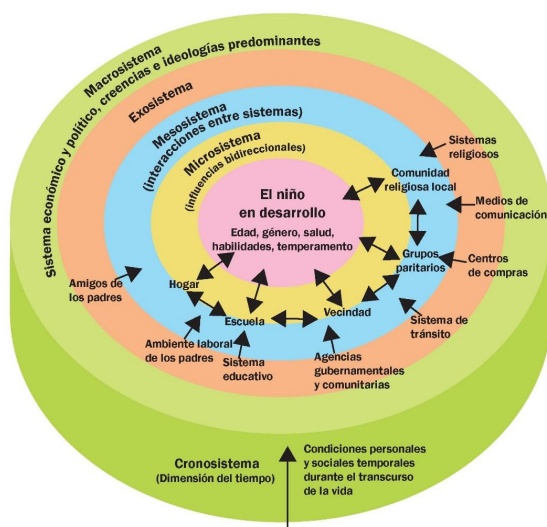 Macrosistema
Sistema económico y político, creencias e ideologías predominantes
Exosistema
Mesosistema
(interacciones entre sistemas)
Microsistema
(influencias bidireccionales)
El niño
en desarrollo
Edad, género, salud,
habilidades, temperamento
Sistemas
religiosos
Comunidad
religiosa local
Medios de
comunicación
Grupos
paritarios
Centros
de compras
Amigos de
los padres
Hogar
Escuela
Vecindad
Sistema de
tránsito
Ambiente laboral
de los padres
Sistema
educativo
Agencias
gubernamentales
y comunitarias
Cronosistema
(Dimensión del tiempo)
Condiciones personales
y sociales temporales
durante el transcurso
de la vida